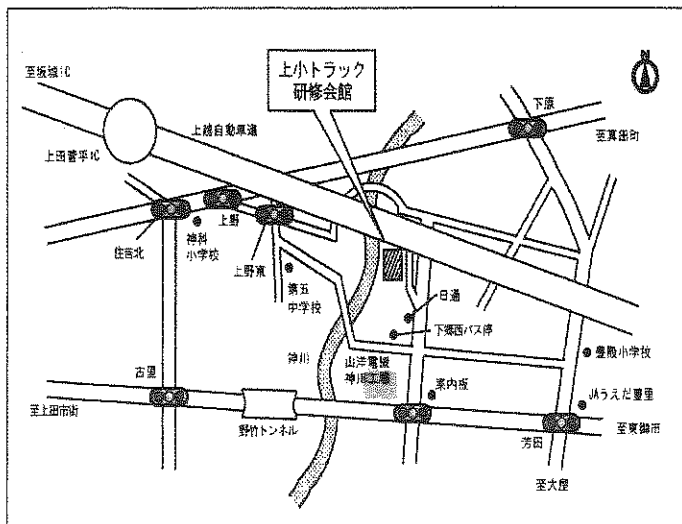 上小トラック
研修会館
N
至坂城IC
下原
上越自動車道
至真田町
上田菅平IC
上野
住吉北
神科
小学校
上野東
第五
中学校
日通
下郷西バス停
豊殿小学校
神川
山洋電機
神川工場
古里
案内板
JAうえだ豊里
至上田市街
野竹トンネル
芳田
至東御市
至大屋